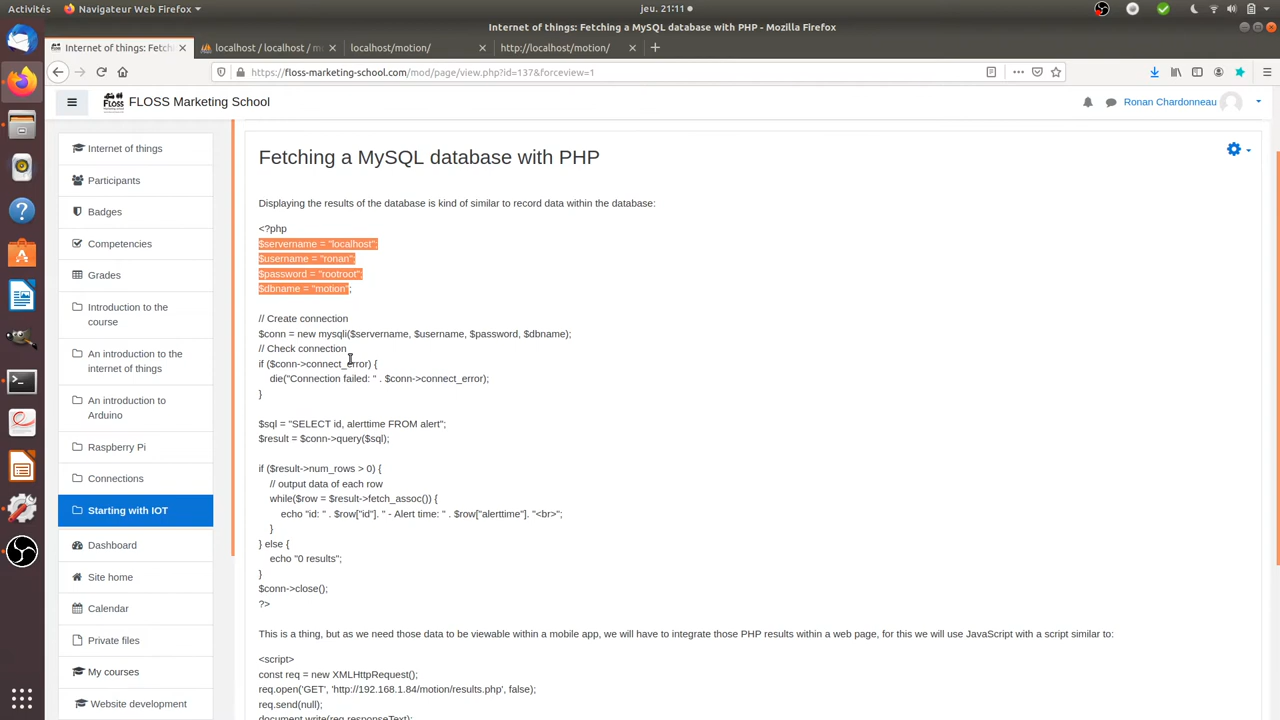 Activités
Navigateur Web Firefox
jeu. 21:11
Internet of things: Fetching a MySQL database with PHP - Mozilla Firefox
Internet of things: Fetch
localhost / localhost / m
localhost/motion/
http://localhost/motion/
https://floss-marketing-school.com/mod/page/view.php?id=137&forceview=1
Floss
FLOSS Marketing School
Ronan Chardonneau
Internet of things
Participants
Badges
Competencies
Grades
Introduction to the
course
An introduction to the
internet of things
An introduction to
Arduino
Raspberry Pi
Connections
Starting with IOT
Dashboard
Site home
Calendar
Private files
My courses
Website development
Fetching a MySQL database with PHP
Displaying the results of the database is kind of similar to record data within the database:
<?php
$servername = "localhost";
$username = "ronan";
$password = "rootroot";
$dbname = "motion";
// Create connection
$conn = new mysqli($servername, $username, $password, $dbname);
// Check connection
if ($conn->connect_error) {
die("Connection failed: " . $conn->connect_error);
}
$sql = "SELECT id, alerttime FROM alert";
$result = $conn->query($sql);
if ($result->num_rows > 0) {
// output data of each row
while($row = $result->fetch_assoc()) {
echo "id: " . $row["id"]. " - Alert time: " . $row["alerttime"]. "<br>";
}
} else {
echo "0 results";
}
$conn->close();
?>
This is a thing, but as we need those data to be viewable within a mobile app, we will have to integrate those PHP results within a web page, for this we will use JavaScript with a script similar to:
<script>
const req = new XMLHttpRequest();
req.open('GET', 'http://192.168.1.84/motion/results.php', false);
req.send(null);
document.write(req.responseText);